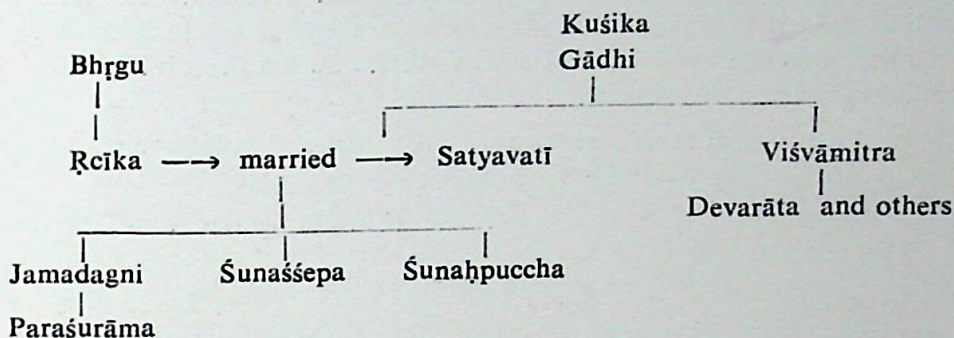 Kuśika
Bhṛgu
Gādhi
Ṛcīka → married → Satyavatī
Viśvāmitra
Devarāta and others
Jamadagni Śunaśśepa Śunaḥpuccha
Paraśurāma